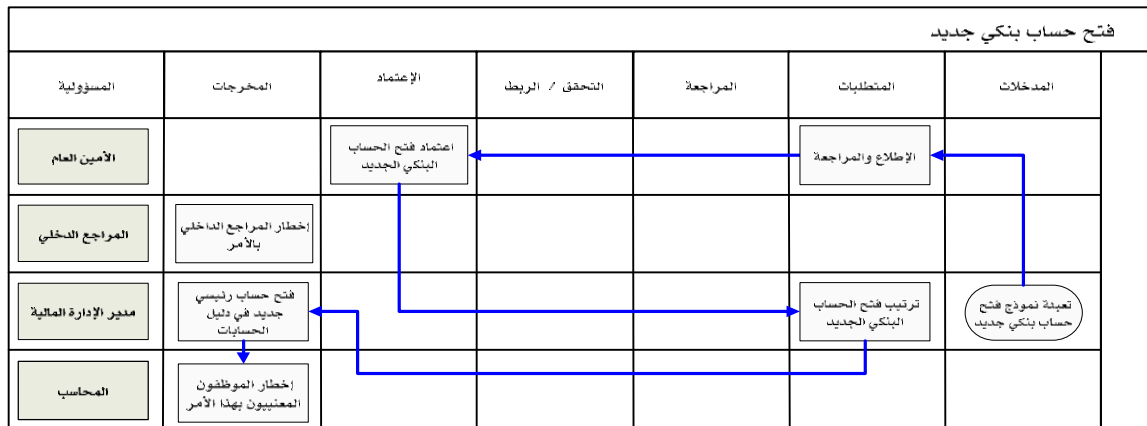 فتح حساب بنكي جديد
المدخلات
المتطلبات
المراجعة
التحقق / الربط
الإعتماد
المخرجات
المسؤولية
الإطلاع والمراجعة
اعتماد فتح الحساب
البنكي الجديد
الأمين العام
إخطار المراجع الداخلي
بالأمر
المراجع الدخلي
تعبئة نموذج فتح
حساب بنكي جديد
ترتيب فتح الحساب
البنكي الجديد
فتح حساب رئيسي
جديد في دليل
الحسابات
مدير الإدارة المالية
إخطار الموظفون
المعنييون بهذا الأمر
المحاسب